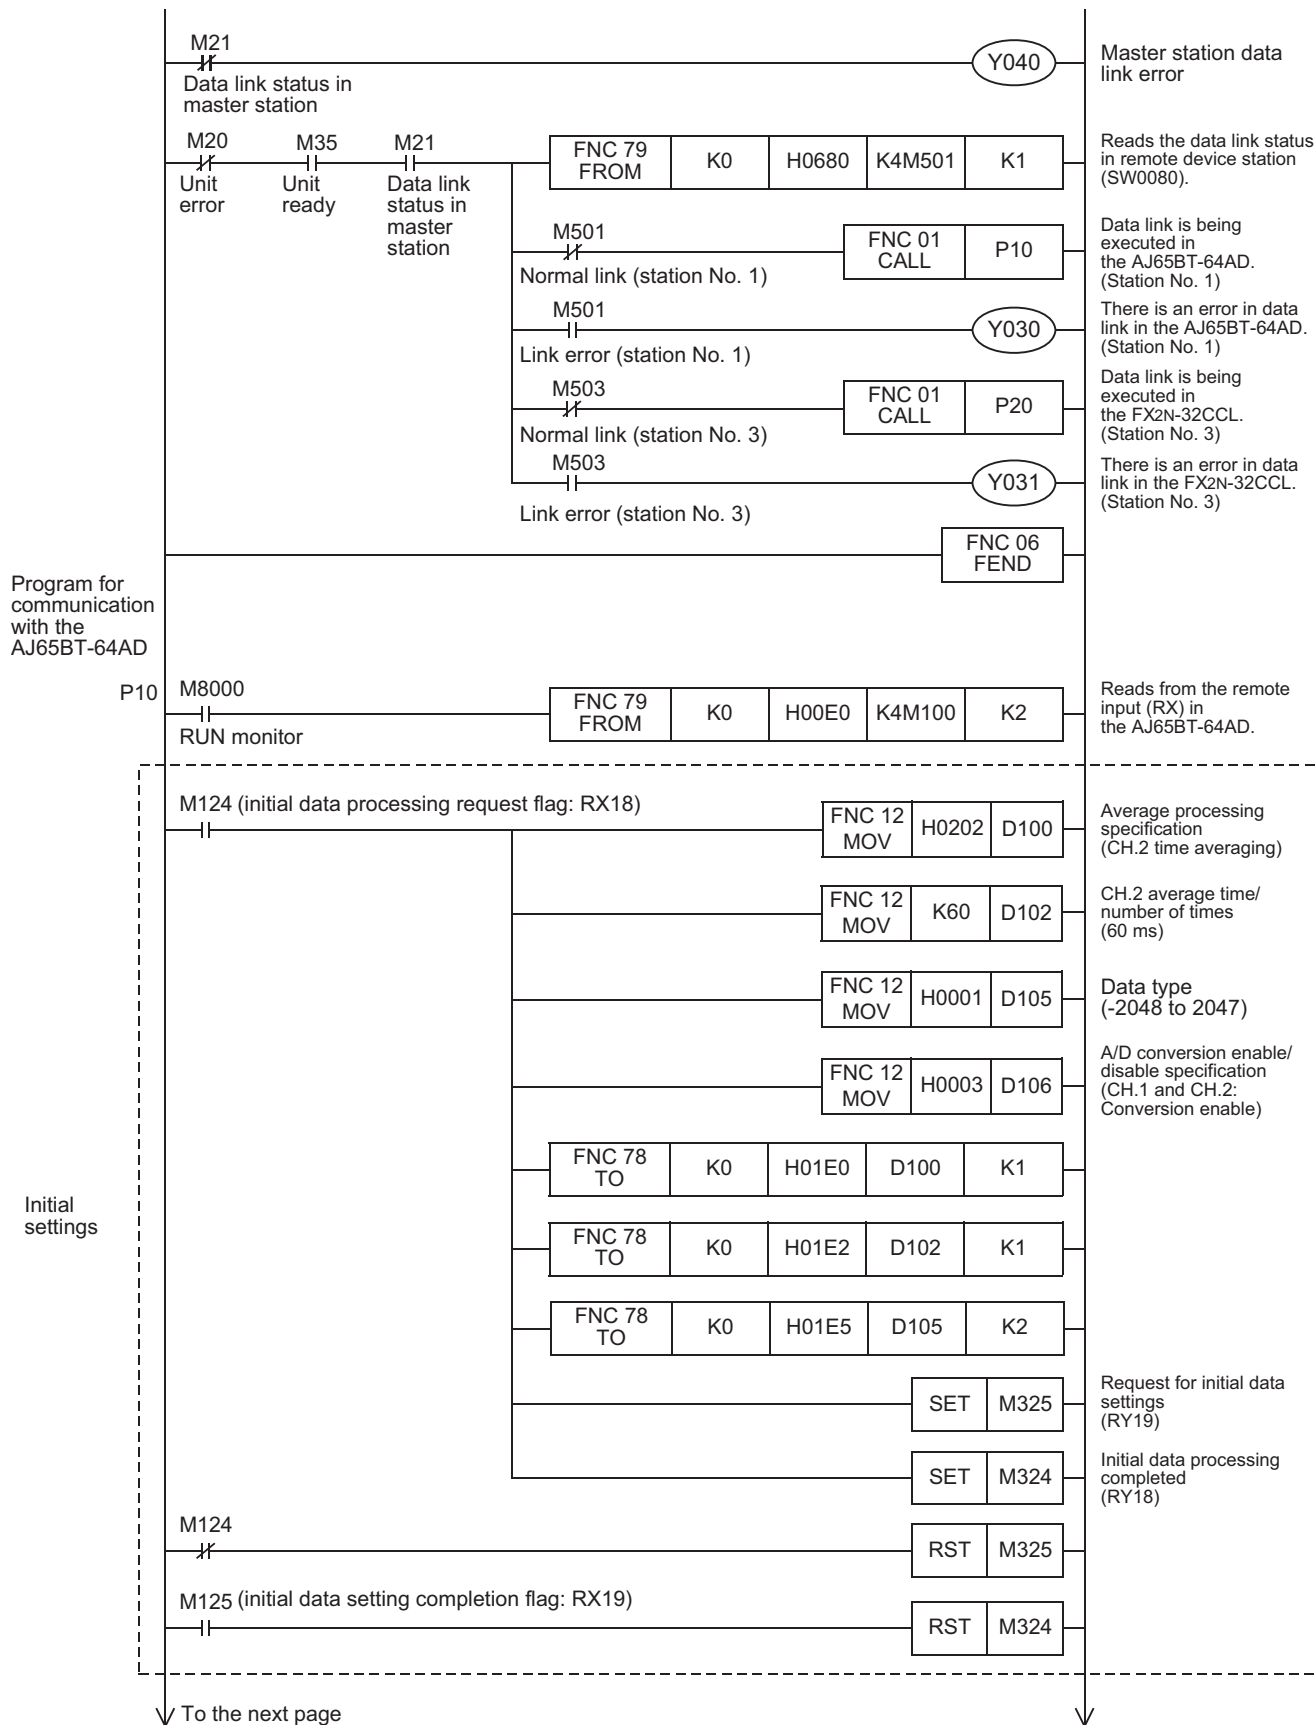 M21
Data link status in
master station
Y040
Master station data
link error
M20
Unit
error
M35
Unit
ready
M21
Data link
status in
master
station
FNC 79
FROM
K0
H0680
K4M501
K1
Reads the data link status
in remote device station
(SW0080).
M501
Normal link (station No. 1)
FNC 01
CALL
P10
Data link is being
executed in
the AJ65BT-64AD.
(Station No. 1)
M501
Link error (station No. 1)
Y030
There is an error in data
link in the AJ65BT-64AD.
(Station No. 1)
M503
Normal link (station No. 3)
FNC 01
CALL
P20
Data link is being
executed in
the FX2N-32CCL.
(Station No. 3)
M503
Link error (station No. 3)
Y031
There is an error in data
link in the FX2N-32CCL.
(Station No. 3)
FNC 06
FEND
Program for
communication
with the
AJ65BT-64AD
P10
M8000
RUN monitor
FNC 79
FROM
K0
H00E0
K4M100
K2
Reads from the remote
input (RX) in
the AJ65BT-64AD.
Initial
settings
M124 (initial data processing request flag: RX18)
FNC 12
MOV
H0202
D100
Average processing
specification
(CH.2 time averaging)
FNC 12
MOV
K60
D102
CH.2 average time/
number of times
(60 ms)
FNC 12
MOV
H0001
D105
Data type
(-2048 to 2047)
FNC 12
MOV
H0003
D106
A/D conversion enable/
disable specification
(CH.1 and CH.2:
Conversion enable)
FNC 78
TO
K0
H01E0
D100
K1
FNC 78
TO
K0
H01E2
D102
K1
FNC 78
TO
K0
H01E5
D105
K2
SET
M325
Request for initial data
settings
(RY19)
SET
M324
Initial data processing
completed
(RY18)
M124
RST
M325
M125 (initial data setting completion flag: RX19)
RST
M324
To the next page